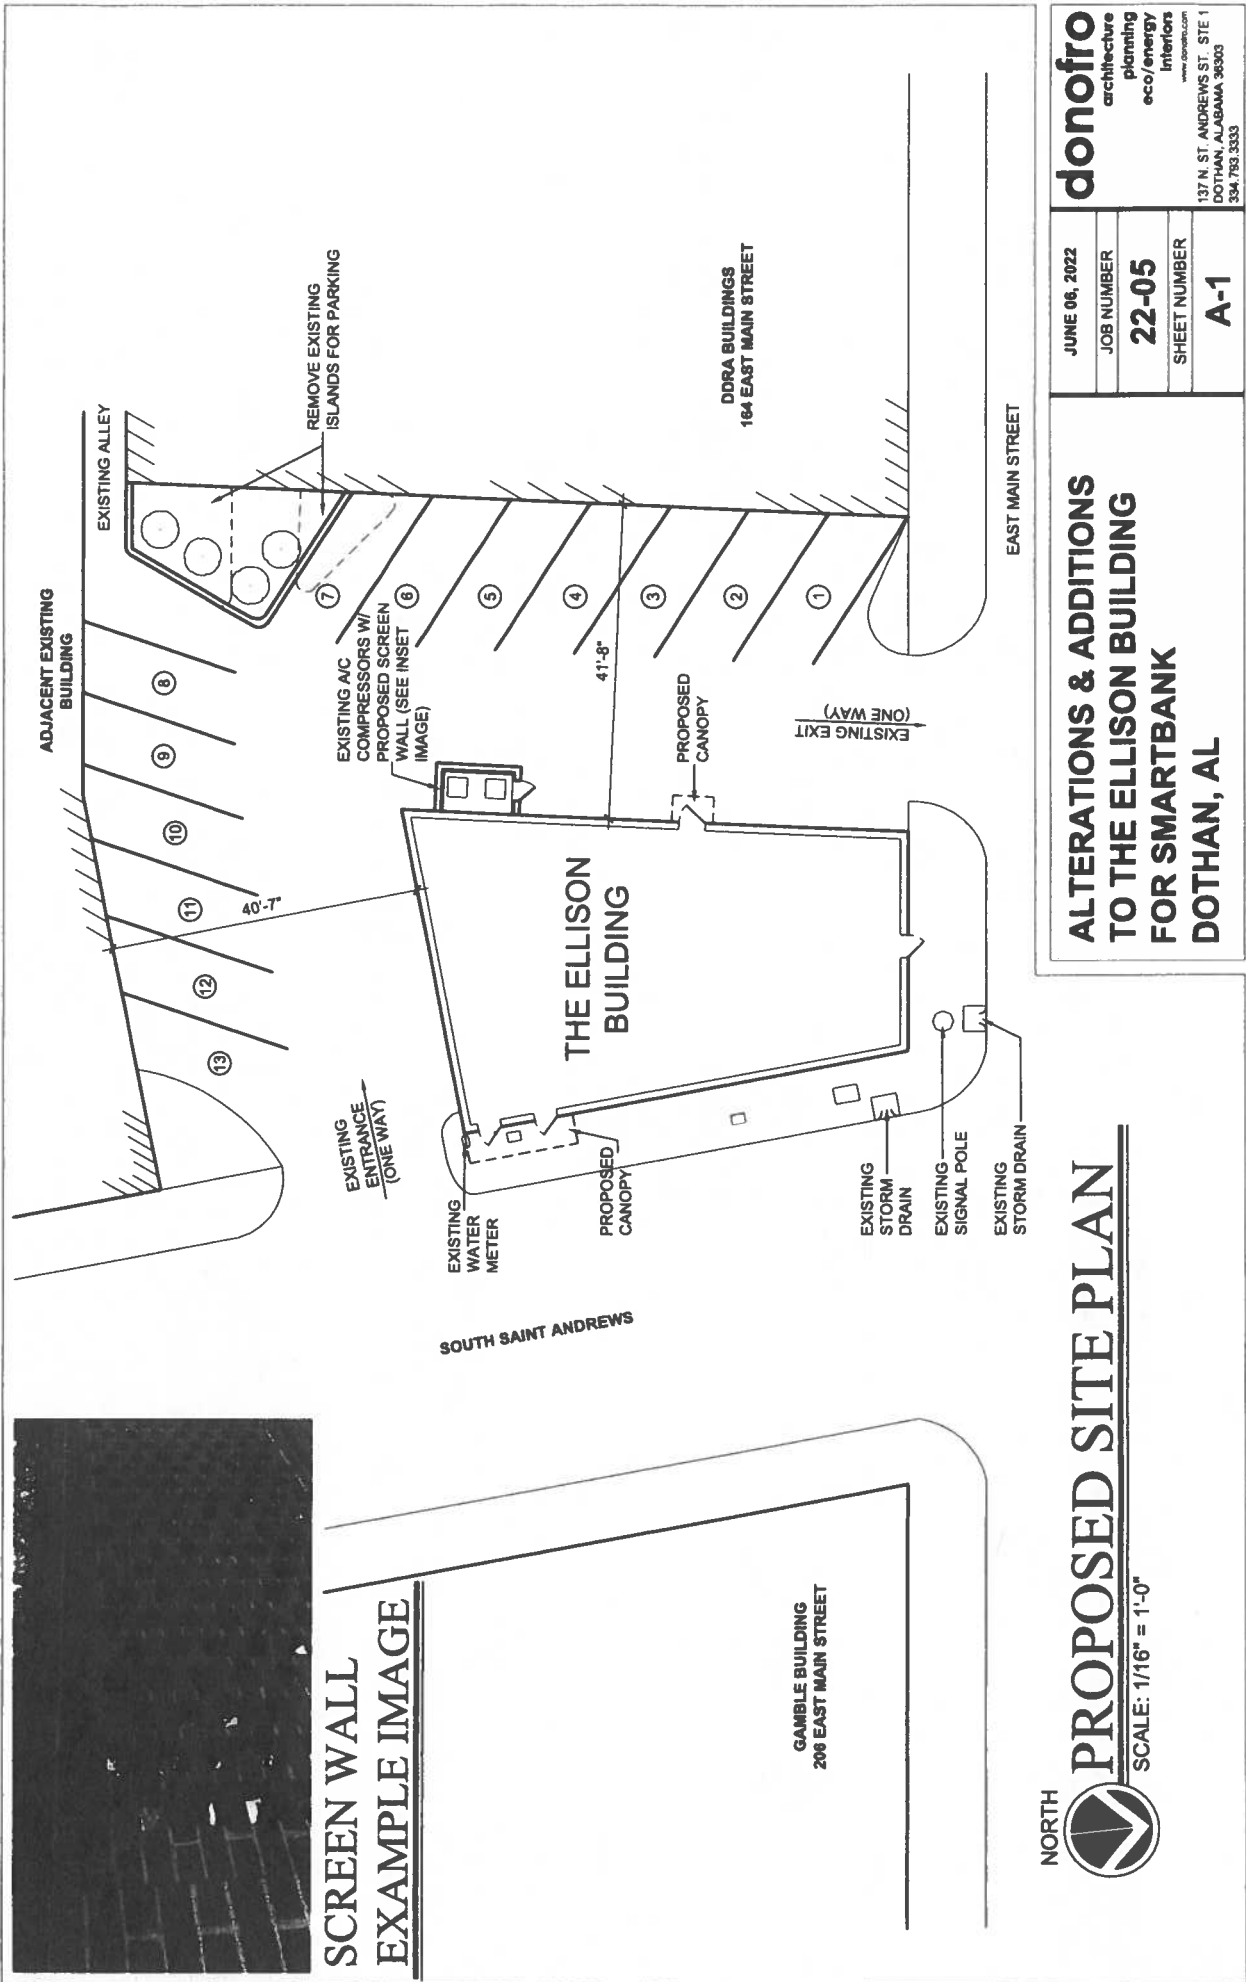 SCREEN WALL
EXAMPLE IMAGE
GAMBLE BUILDING
206 EAST MAIN STREET
SOUTH SAINT ANDREWS
ADJACENT EXISTING
BUILDING
EXISTING ALLEY
REMOVE EXISTING
ISLANDS FOR PARKING
EXISTING
ENTRANCE
(ONE WAY)
13
12
11
10
9
8
7
6
5
4
3
2
1
40'-7"
41'-8"
EXISTING A/C
COMPRESSORS W/
PROPOSED SCREEN
WALL (SEE INSET
IMAGE)
EXISTING
WATER
METER
PROPOSED
CANOPY
THE ELLISON
BUILDING
PROPOSED
CANOPY
EXISTING EXIT
(ONE WAY)
DDRA BUILDINGS
164 EAST MAIN STREET
EXISTING
STORM
DRAIN
EXISTING
SIGNAL POLE
EXISTING
STORM DRAIN
EAST MAIN STREET
NORTH
PROPOSED SITE PLAN
SCALE: 1/16" = 1'-0"
ALTERATIONS & ADDITIONS
TO THE ELLISON BUILDING
FOR SMARTBANK
DOTHAN, AL
JUNE 06, 2022
JOB NUMBER
22-05
SHEET NUMBER
A-1
donofro
architecture
planning
eco/energy
interiors
www.donofro.com
137 N. ST. ANDREWS ST. STE 1
DOTHAN, ALABAMA 36303
334.793.3333